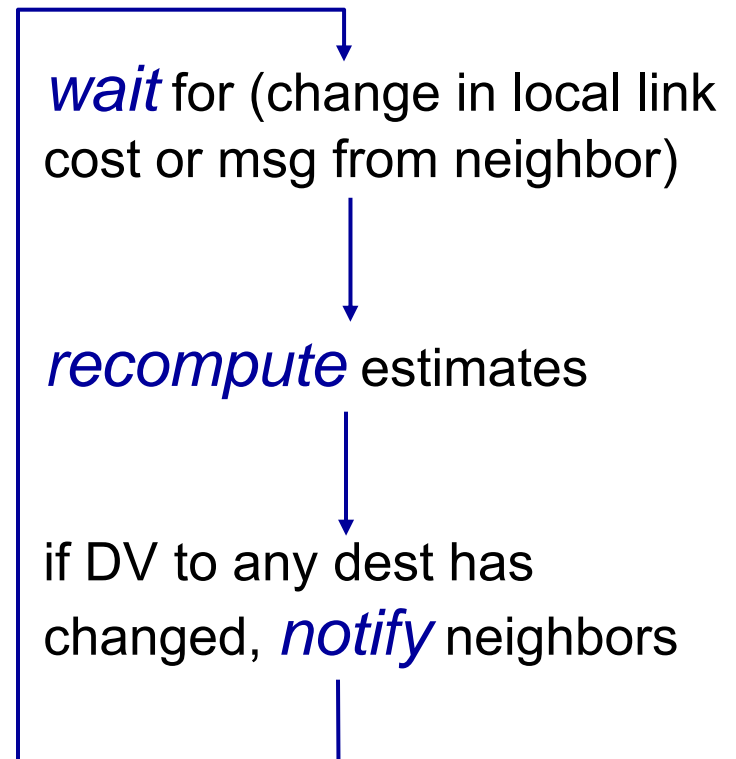 wait for (change in local link
cost or msg from neighbor)
recompute estimates
if DV to any dest has
changed, notify neighbors